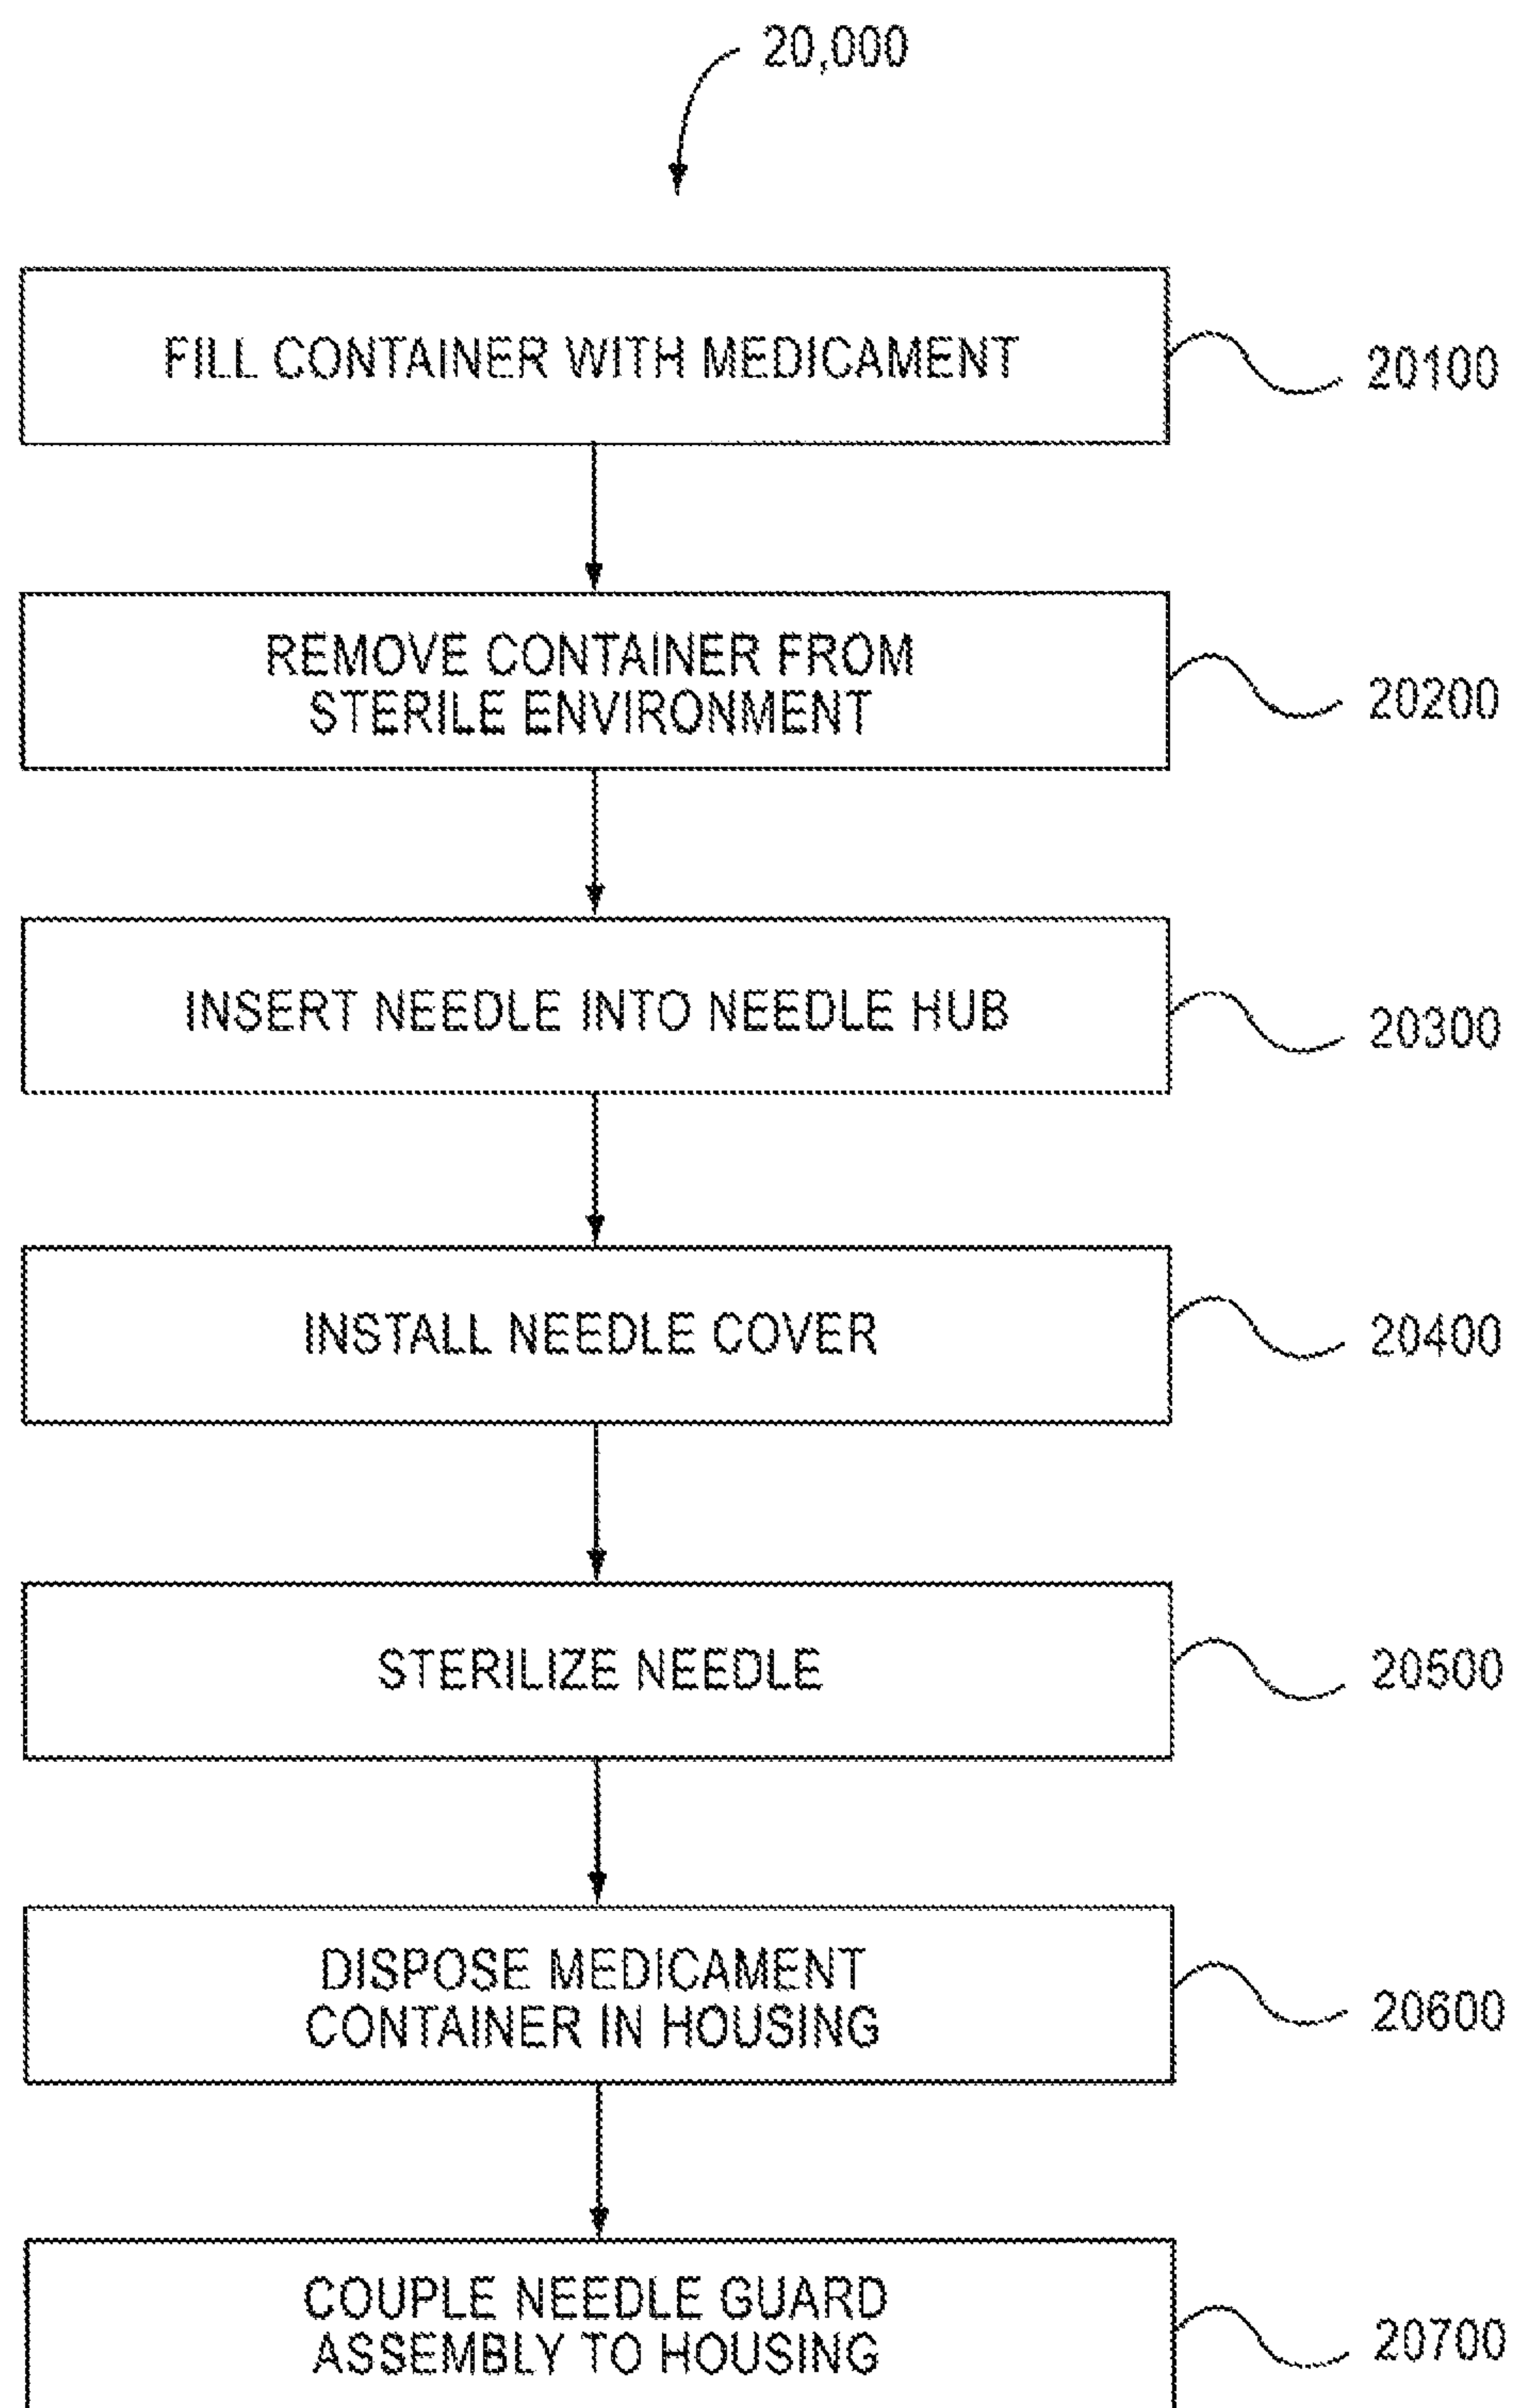 20,000
FILL CONTAINER WITH MEDICAMENT
20100
REMOVE CONTAINER FROM
STERILE ENVIRONMENT
20200
INSERT NEEDLE INTO NEEDLE HUB
20300
INSTALL NEEDLE COVER
20400
STERILIZE NEEDLE
20500
DISPOSE MEDICAMENT
CONTAINER IN HOUSING
20600
COUPLE NEEDLE GUARD
ASSEMBLY TO HOUSING
20700